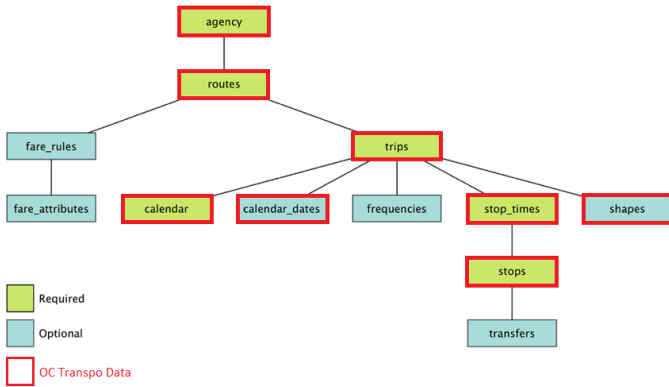 agency
routes
fare_rules
trips
fare_attributes
calendar
calendar_dates
frequencies
stop_times
shapes
stops
transfers
Required
Optional
OC Transpo Data